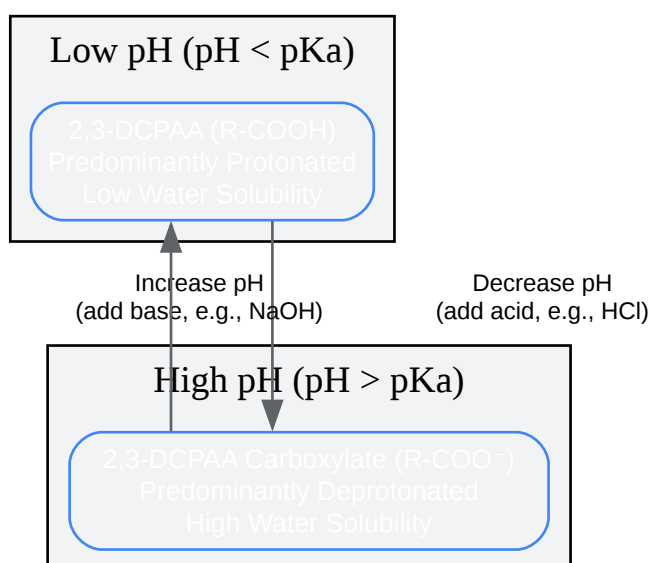 Low pH (pH < pKa)
2,3-DCPAA (R-COOH)
Predominantly Protonated
Low Water Solubility
Increase pH
(add base, e.g., NaOH)
Decrease pH
(add acid, e.g., HCl)
High pH (pH > pKa)
2,3-DCPAA Carboxylate (R-COO⁻)
Predominantly Deprotonated
High Water Solubility